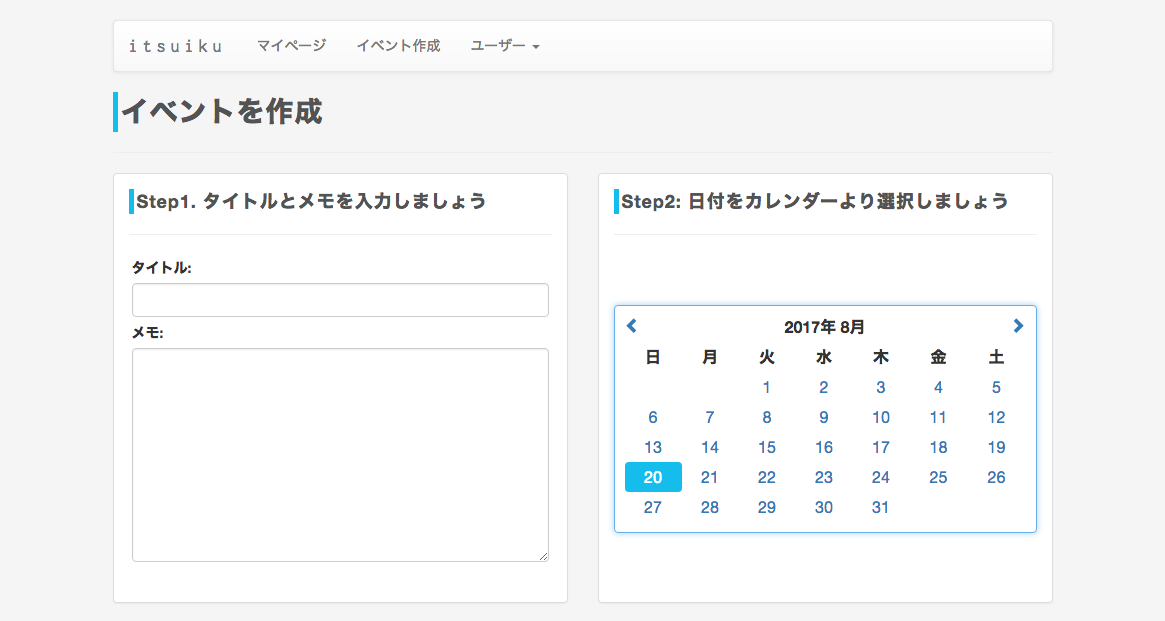 ｉｔｓｕｉｋｕ マイページ イベント作成 ユーザー
イベントを作成
Step1. タイトルとメモを入力しましょう
タイトル:
メモ:
Step2: 日付をカレンダーより選択しましょう
2017年 8月
日 月 火 水 木 金 土
1 2 3 4 5
6 7 8 9 10 11 12
13 14 15 16 17 18 19
20 21 22 23 24 25 26
27 28 29 30 31